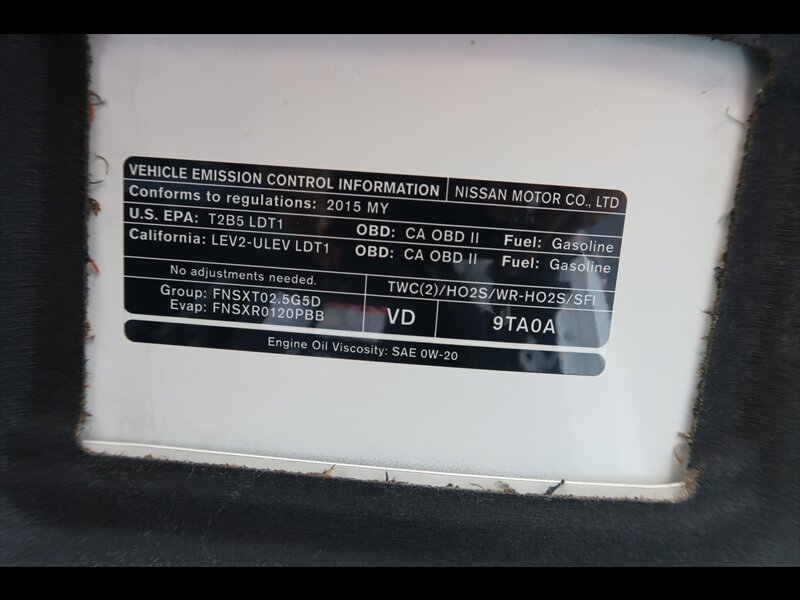 VEHICLE EMISSION CONTROL INFORMATION NISSAN MOTOR CO., LTD
Conforms to regulations: 2015 MY
U.S. EPA: T2B5 LDT1 OBD: CA OBD II Fuel: Gasoline
California: LEV2-ULEV LDT1 OBD: CA OBD II Fuel: Gasoline
No adjustments needed. TWC(2)/HO2S/WR-HO2S/SFI
Group: FNSXT02.5G5D
Evap: FNSXR0120PBB VD 9TA0A
Engine Oil Viscosity: SAE 0W-20